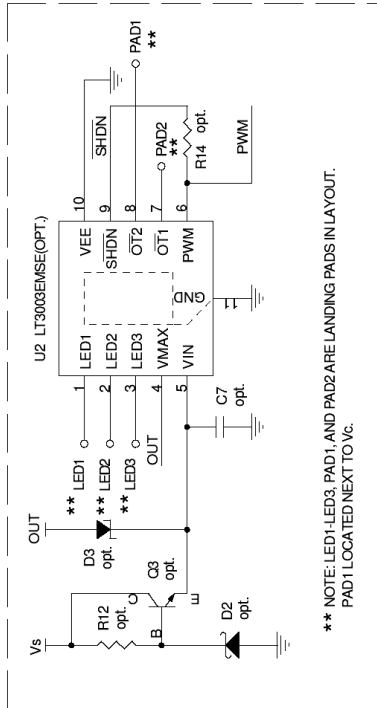 U2 LT3003EMSE(OPT.)
Vs
OUT
D3
opt.
R12
opt.
Q3
opt.
C
B
E
D2
opt.
** LED1
** LED2
** LED3
OUT
1
2
3
4
5
LED1
LED2
LED3
VMAX
VIN
C7
opt.
GND
11
VEE
SHDN
OT2
OT1
PWM
10
9
8
7
6
SHDN
PAD1
**
PAD2
**
R14
opt.
PWM
** NOTE: LED1-LED3, PAD1, AND PAD2 ARE LANDING PADS IN LAYOUT.
PAD1 LOCATED NEXT TO Vc.